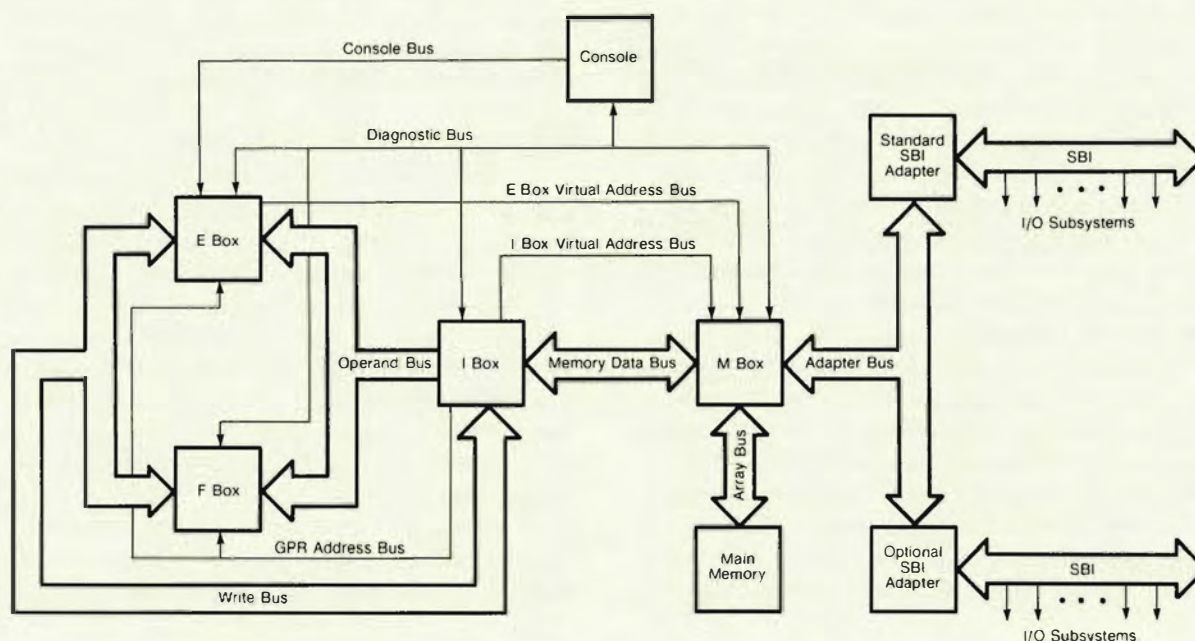 Console Bus
Console
Diagnostic Bus
Standard
SBI
Adapter
SBI
I/O Subsystems
E Box Virtual Address Bus
E Box
I Box Virtual Address Bus
Operand Bus
I Box
Memory Data Bus
M Box
Adapter Bus
Array Bus
F Box
GPR Address Bus
Write Bus
Main
Memory
Optional
SBI
Adapter
SBI
I/O Subsystems